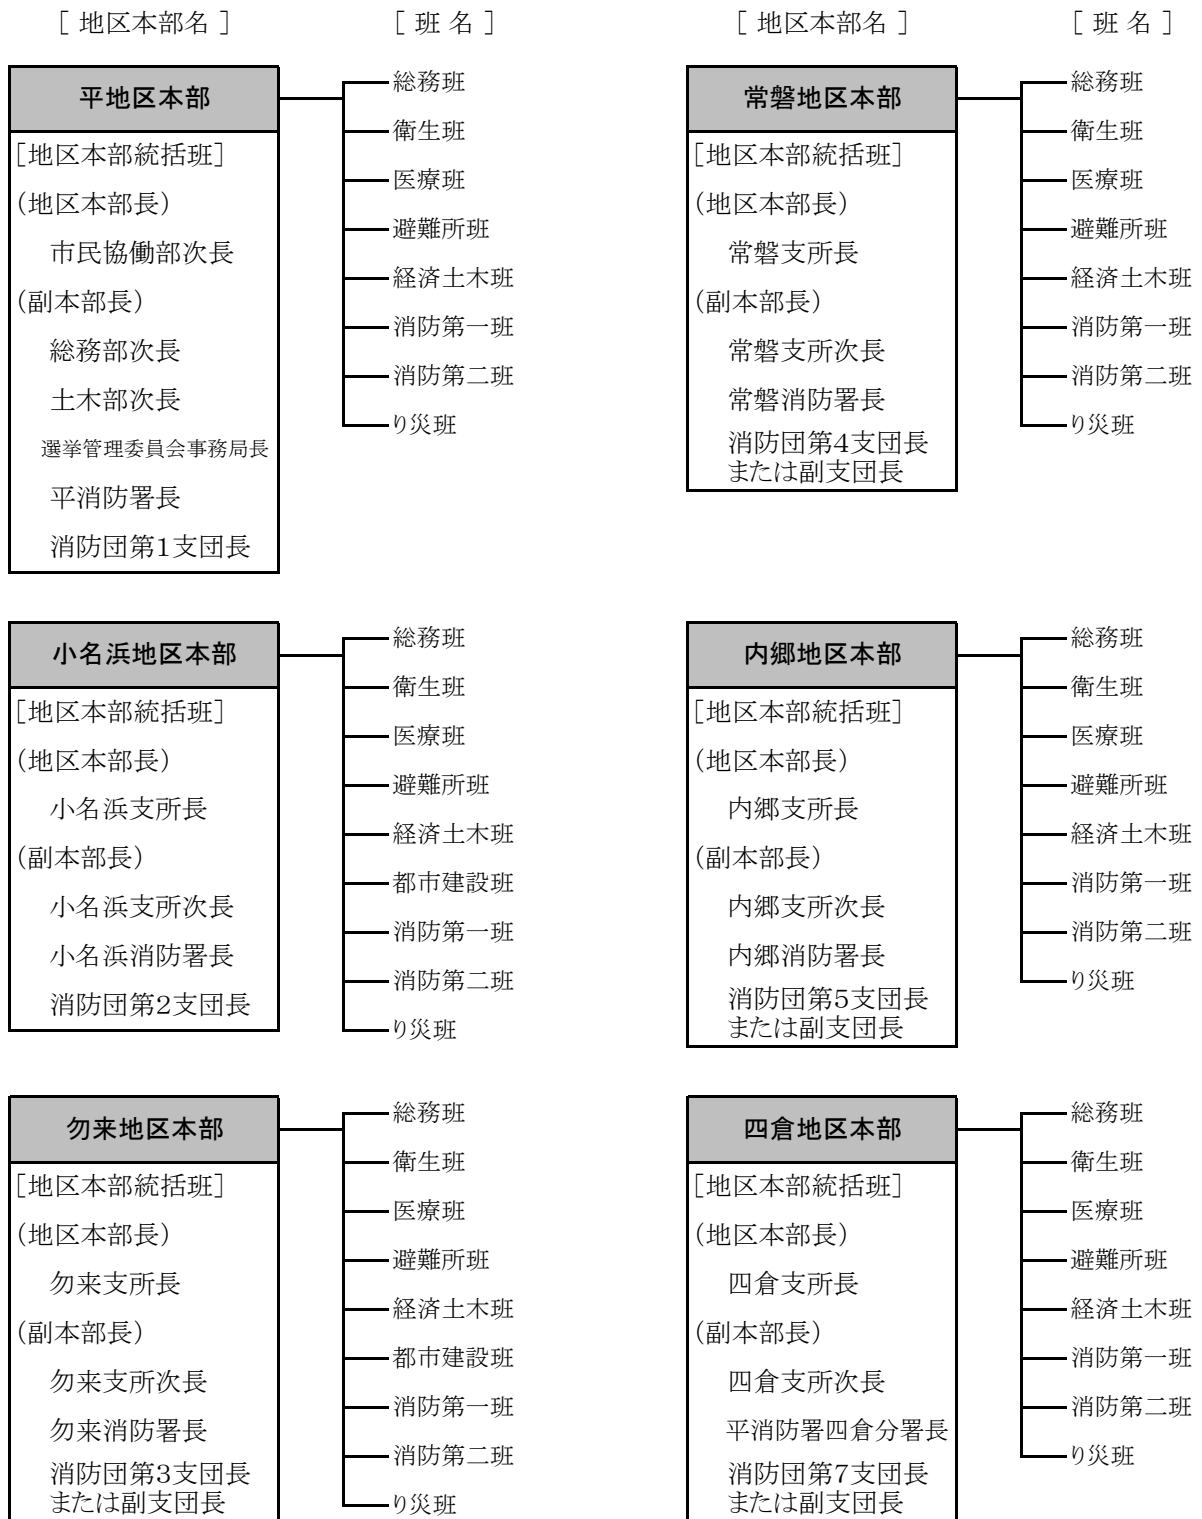 ［ 地区本部名 ］
［ 班 名 ］
［ 地区本部名 ］
［ 班 名 ］
平地区本部
［地区本部統括班］
（地区本部長）
市民協働部次長
（副本部長）
総務部次長
土木部次長
選挙管理委員会事務局長
平消防署長
消防団第1支団長
総務班
衛生班
医療班
避難所班
経済土木班
消防第一班
消防第二班
り災班
常磐地区本部
［地区本部統括班］
（地区本部長）
常磐支所長
（副本部長）
常磐支所次長
常磐消防署長
消防団第4支団長
または副支団長
総務班
衛生班
医療班
避難所班
経済土木班
消防第一班
消防第二班
り災班
小名浜地区本部
［地区本部統括班］
（地区本部長）
小名浜支所長
（副本部長）
小名浜支所次長
小名浜消防署長
消防団第2支団長
総務班
衛生班
医療班
避難所班
経済土木班
都市建設班
消防第一班
消防第二班
り災班
内郷地区本部
［地区本部統括班］
（地区本部長）
内郷支所長
（副本部長）
内郷支所次長
内郷消防署長
消防団第5支団長
または副支団長
総務班
衛生班
医療班
避難所班
経済土木班
消防第一班
消防第二班
り災班
勿来地区本部
［地区本部統括班］
（地区本部長）
勿来支所長
（副本部長）
勿来支所次長
勿来消防署長
消防団第3支団長
または副支団長
総務班
衛生班
医療班
避難所班
経済土木班
都市建設班
消防第一班
消防第二班
り災班
四倉地区本部
［地区本部統括班］
（地区本部長）
四倉支所長
（副本部長）
四倉支所次長
平消防署四倉分署長
消防団第7支団長
または副支団長
総務班
衛生班
医療班
避難所班
経済土木班
消防第一班
消防第二班
り災班